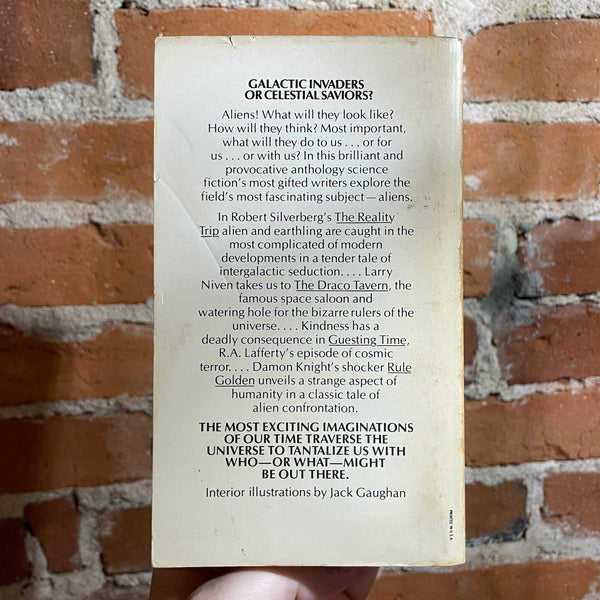 GALACTIC INVADERS
OR CELESTIAL SAVIORS?
Aliens! What will they look like?
How will they think? Most important,
what will they do to us . . . or for
us . . . or with us? In this brilliant and
provocative anthology science
fiction's most gifted writers explore the
field's most fascinating subject — aliens.
In Robert Silverberg's The Reality
Trip alien and earthling are caught in the
most complicated of modern
developments in a tender tale of
intergalactic seduction. . . . Larry
Niven takes us to The Draco Tavern, the
famous space saloon and
watering hole for the bizarre rulers of the
universe. . . . Kindness has a
deadly consequence in Guesting Time,
R.A. Lafferty's episode of cosmic
terror. . . . Damon Knight's shocker Rule
Golden unveils a strange aspect of
humanity in a classic tale of
alien confrontation.
THE MOST EXCITING IMAGINATIONS
OF OUR TIME TRAVERSE THE
UNIVERSE TO TANTALIZE US WITH
WHO—OR WHAT—MIGHT
BE OUT THERE.
Interior illustrations by Jack Gaughan
PRINTED IN U.S.A.